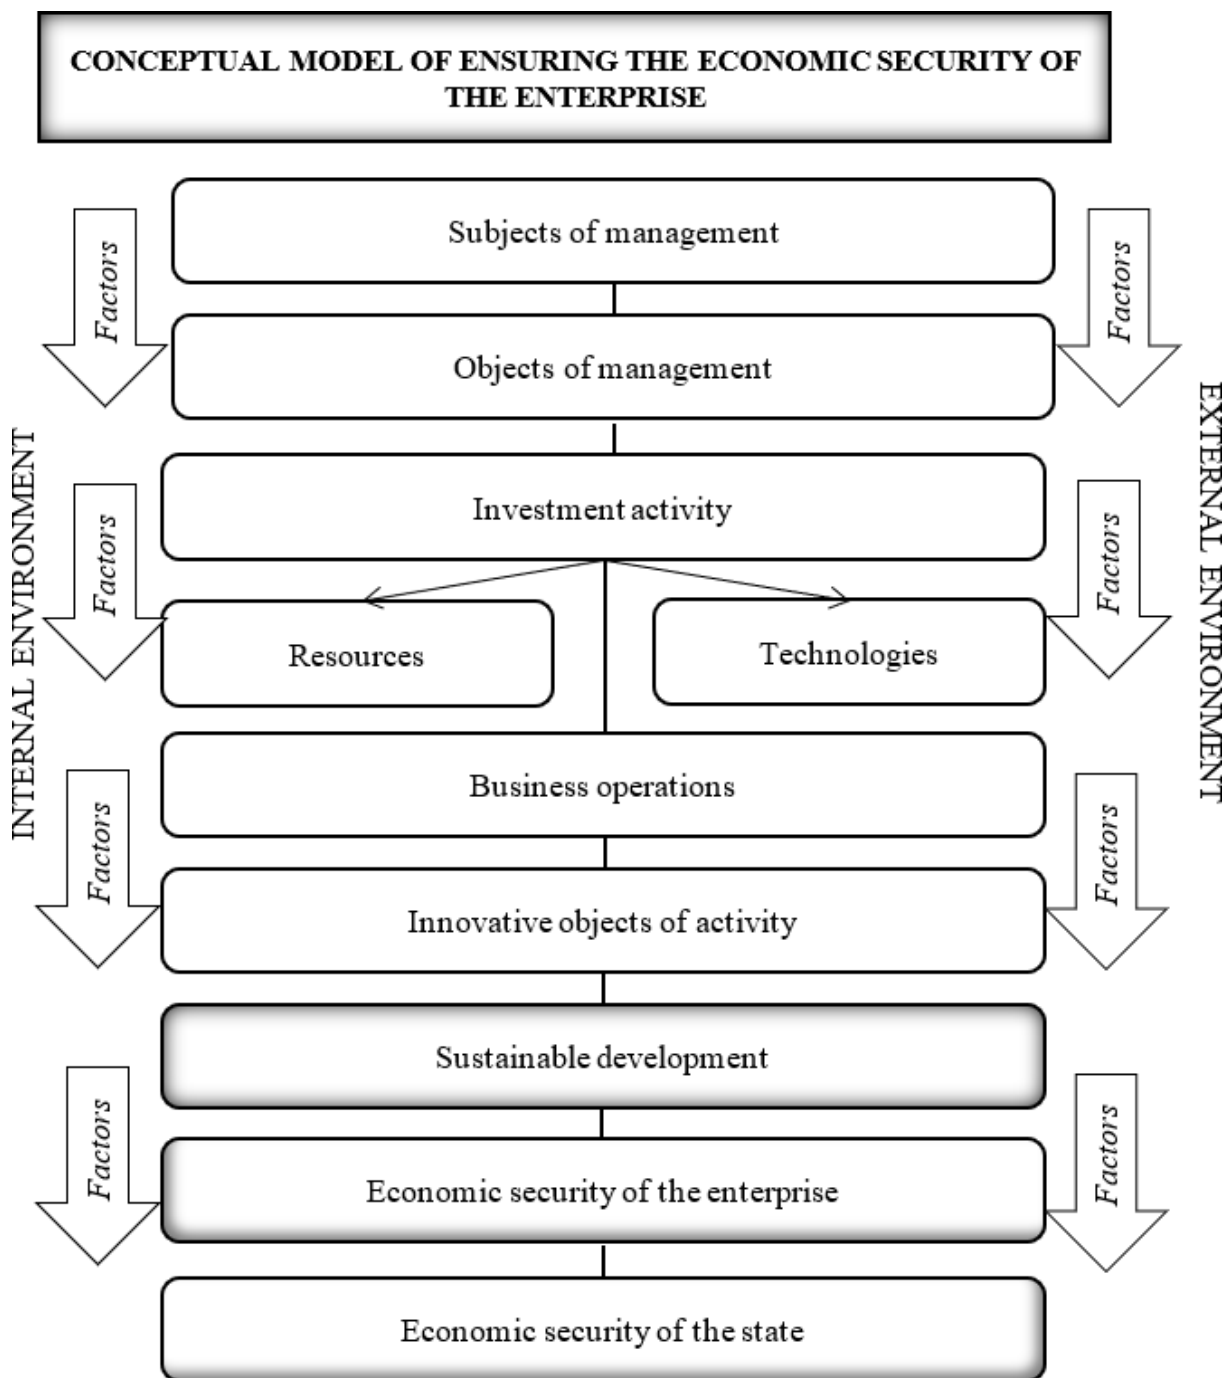 CONCEPTUAL MODEL OF ENSURING THE ECONOMIC SECURITY OF
THE ENTERPRISE
Subjects of management
Factors
Factors
Objects of management
INTERNAL ENVIRONMENT
EXTERNAL ENVIRONMENT
Investment activity
Factors
Factors
Resources
Technologies
Business operations
Factors
Factors
Innovative objects of activity
Sustainable development
Factors
Factors
Economic security of the enterprise
Economic security of the state